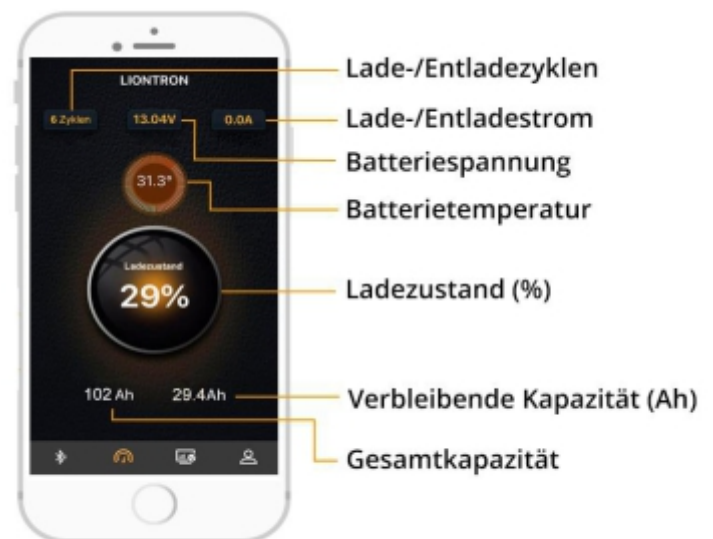 LIONTRON
6 Zyklen 13.04V 0.0A
31.3°
Ladezustand
29%
102 Ah 29.4Ah
Lade-/Entladezyklen
Lade-/Entladestrom
Batteriespannung
Batterietemperatur
Ladezustand (%)
Verbleibende Kapazität (Ah)
Gesamtkapazität